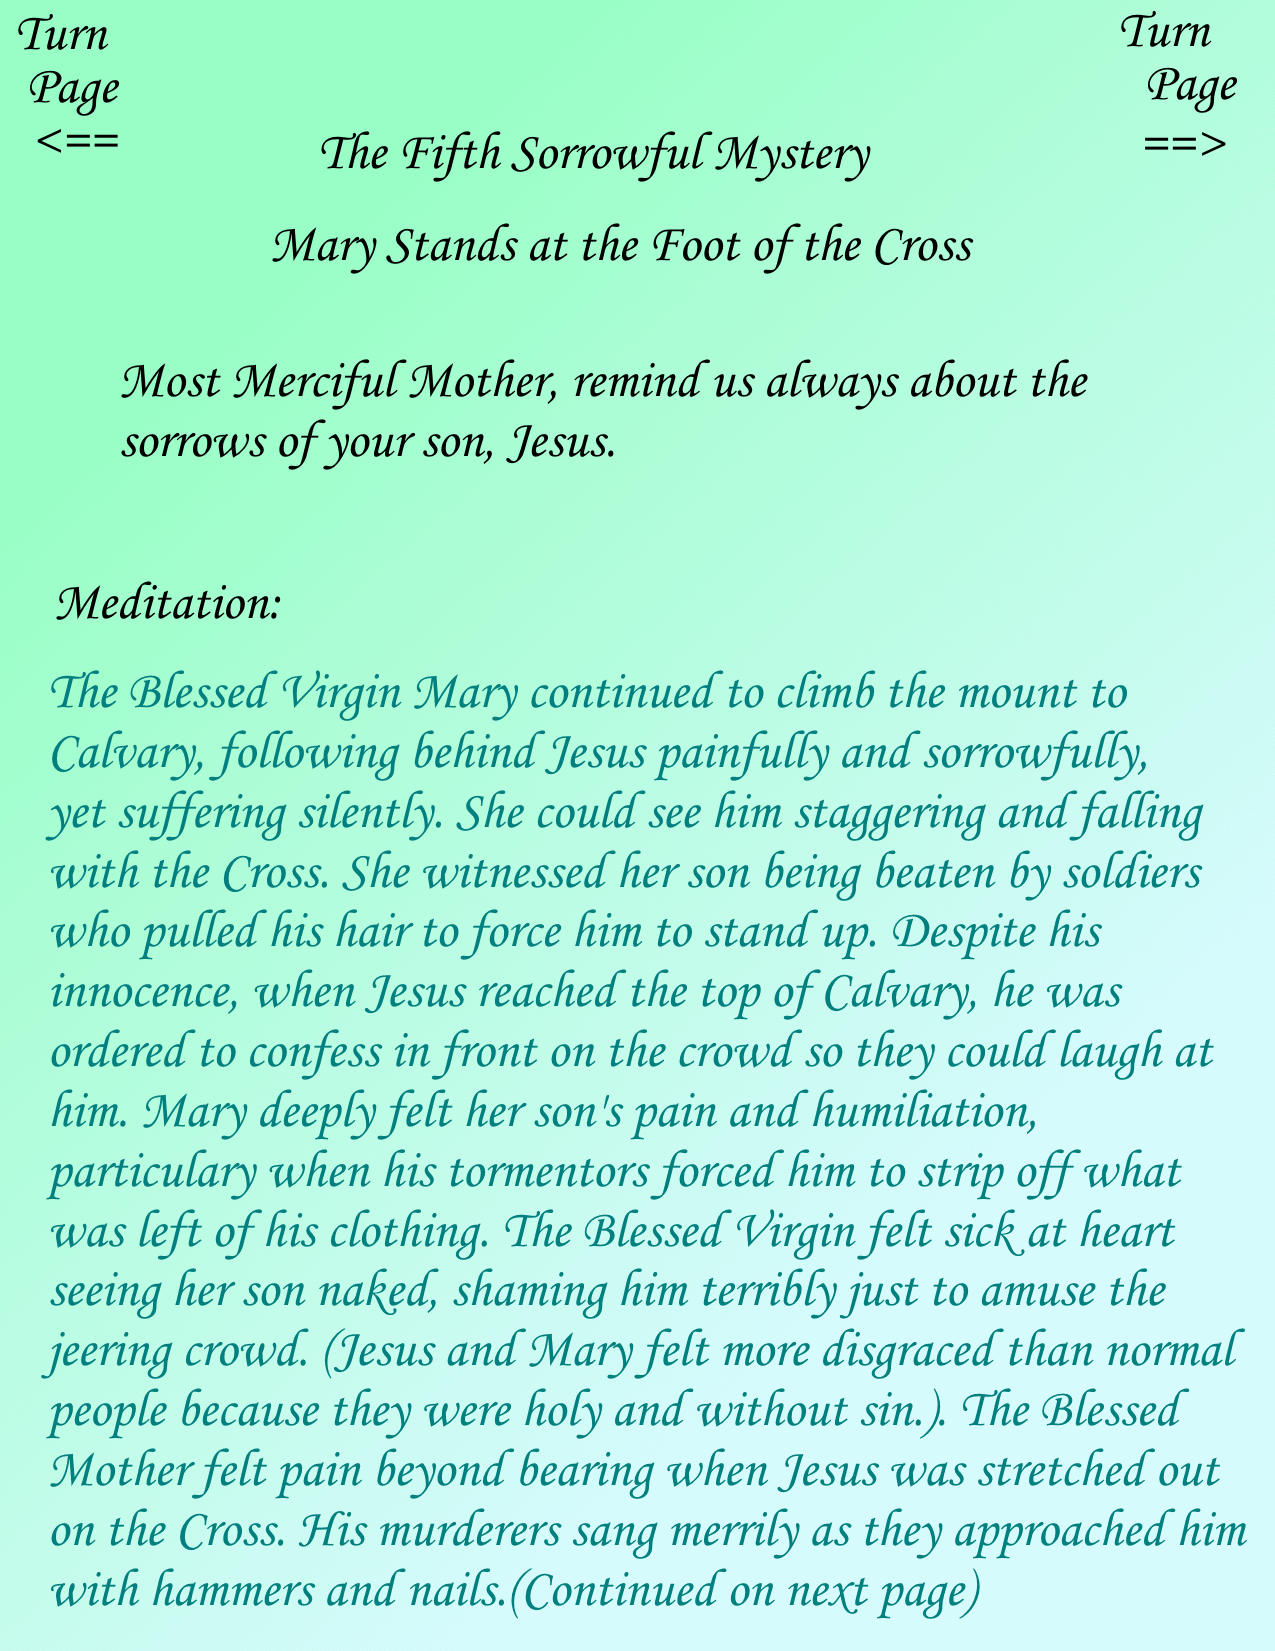 Turn
Page
<==
Turn
Page
==>
The Fifth Sorrowful Mystery
Mary Stands at the Foot of the Cross
Most Merciful Mother, remind us always about the
sorrows of your son, Jesus.
Meditation:
The Blessed Virgin Mary continued to climb the mount to
Calvary, following behind Jesus painfully and sorrowfully,
yet suffering silently. She could see him staggering and falling
with the Cross. She witnessed her son being beaten by soldiers
who pulled his hair to force him to stand up. Despite his
innocence, when Jesus reached the top of Calvary, he was
ordered to confess in front on the crowd so they could laugh at
him. Mary deeply felt her son's pain and humiliation,
particulary when his tormentors forced him to strip off what
was left of his clothing. The Blessed Virgin felt sick at heart
seeing her son naked, shaming him terribly just to amuse the
jeering crowd. (Jesus and Mary felt more disgraced than normal
people because they were holy and without sin.). The Blessed
Mother felt pain beyond bearing when Jesus was stretched out
on the Cross. His murderers sang merrily as they approached him
with hammers and nails.(Continued on next page)